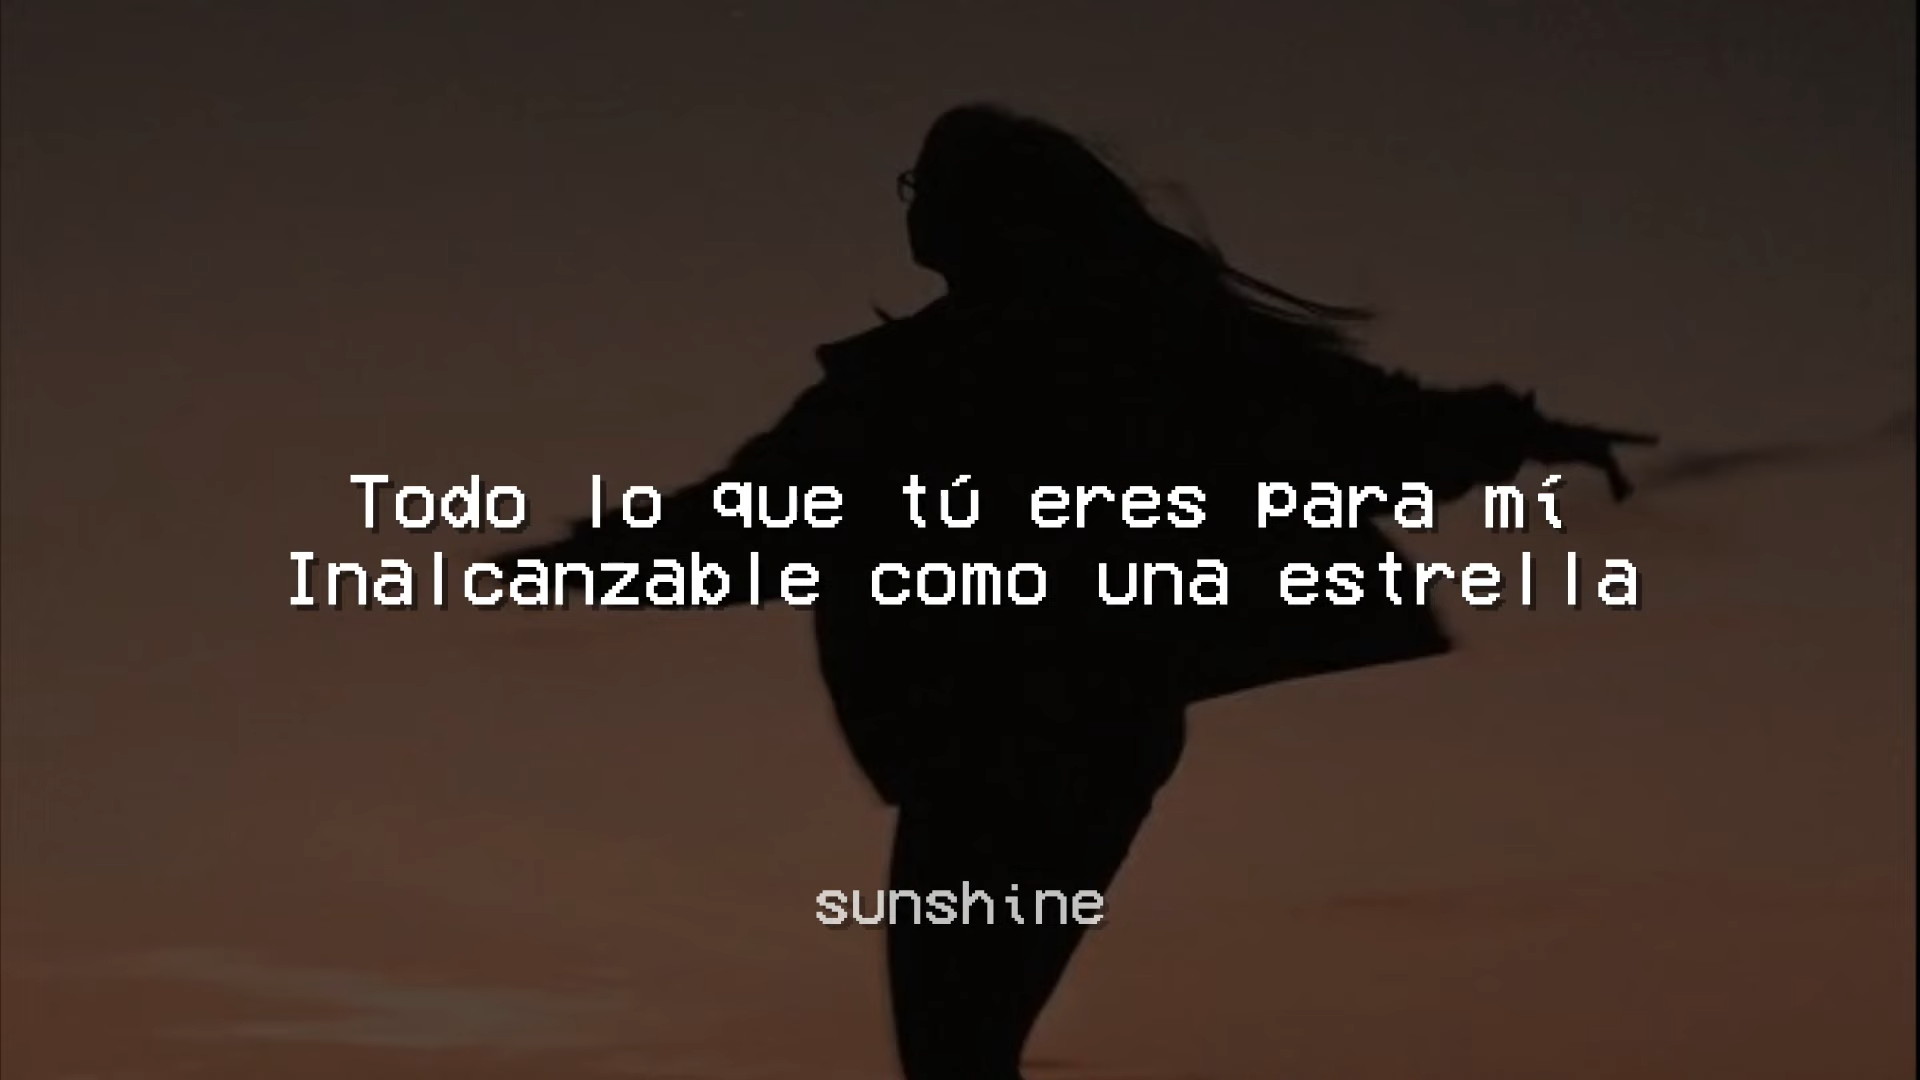 Todo lo que tú eres para mí
Inalcanzable como una estrella
sunshine